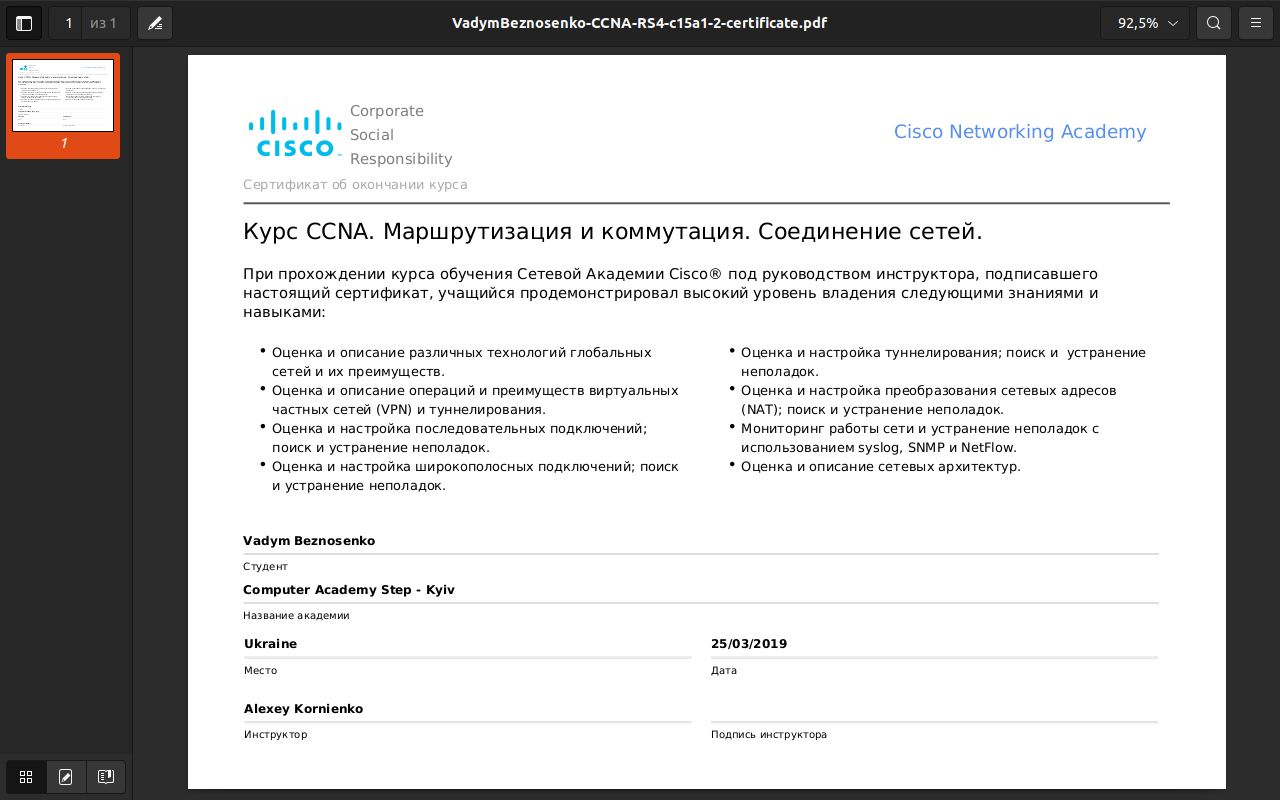 1
из 1
VadymBeznosenko-CCNA-RS4-c15a1-2-certificate.pdf
92,5%
1
CISCO
Corporate
Social
Responsibility
Cisco Networking Academy
Сертификат об окончании курса
Курс CCNA. Маршрутизация и коммутация. Соединение сетей.
При прохождении курса обучения Сетевой Академии Cisco® под руководством инструктора, подписавшего
настоящий сертификат, учащийся продемонстрировал высокий уровень владения следующими знаниями и
навыками:
• Оценка и описание различных технологий глобальных
сетей и их преимуществ.
• Оценка и описание операций и преимуществ виртуальных
частных сетей (VPN) и туннелирования.
• Оценка и настройка последовательных подключений;
поиск и устранение неполадок.
• Оценка и настройка широкополосных подключений; поиск
и устранение неполадок.
• Оценка и настройка туннелирования; поиск и  устранение
неполадок.
• Оценка и настройка преобразования сетевых адресов
(NAT); поиск и устранение неполадок.
• Мониторинг работы сети и устранение неполадок с
использованием syslog, SNMP и NetFlow.
• Оценка и описание сетевых архитектур.
Vadym Beznosenko
Студент
Computer Academy Step - Kyiv
Название академии
Ukraine
Место
25/03/2019
Дата
Alexey Kornienko
Инструктор
Подпись инструктора